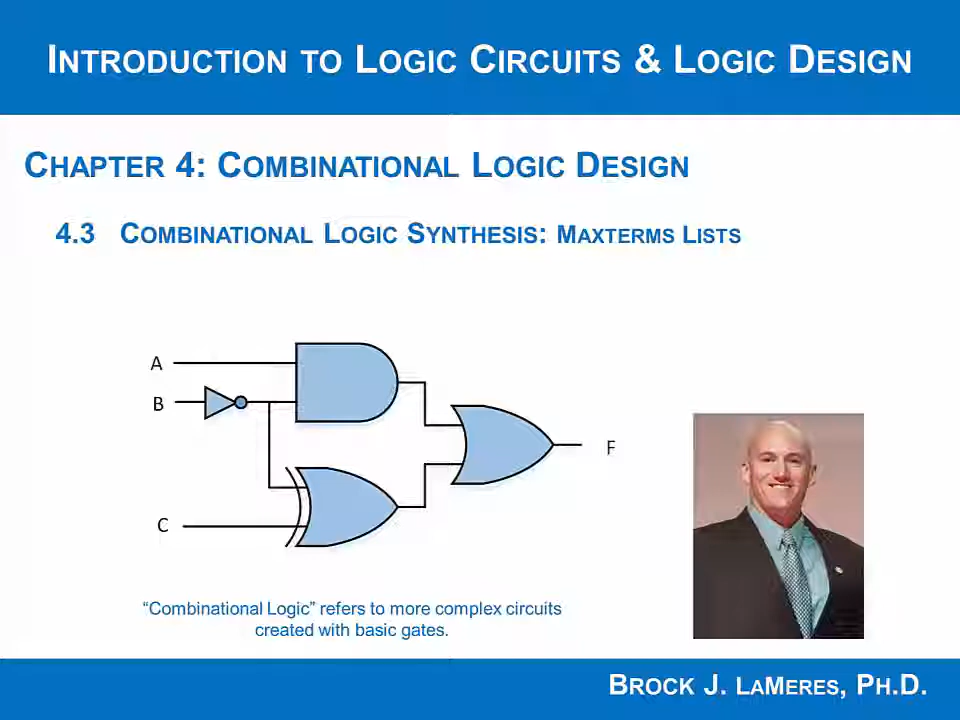 INTRODUCTION TO LOGIC CIRCUITS & LOGIC DESIGN
CHAPTER 4: COMBINATIONAL LOGIC DESIGN
4.3 COMBINATIONAL LOGIC SYNTHESIS: MAXTERMS LISTS
A
B
F
C
“Combinational Logic” refers to more complex circuits
created with basic gates.
BROCK J. LAMERES, PH.D.